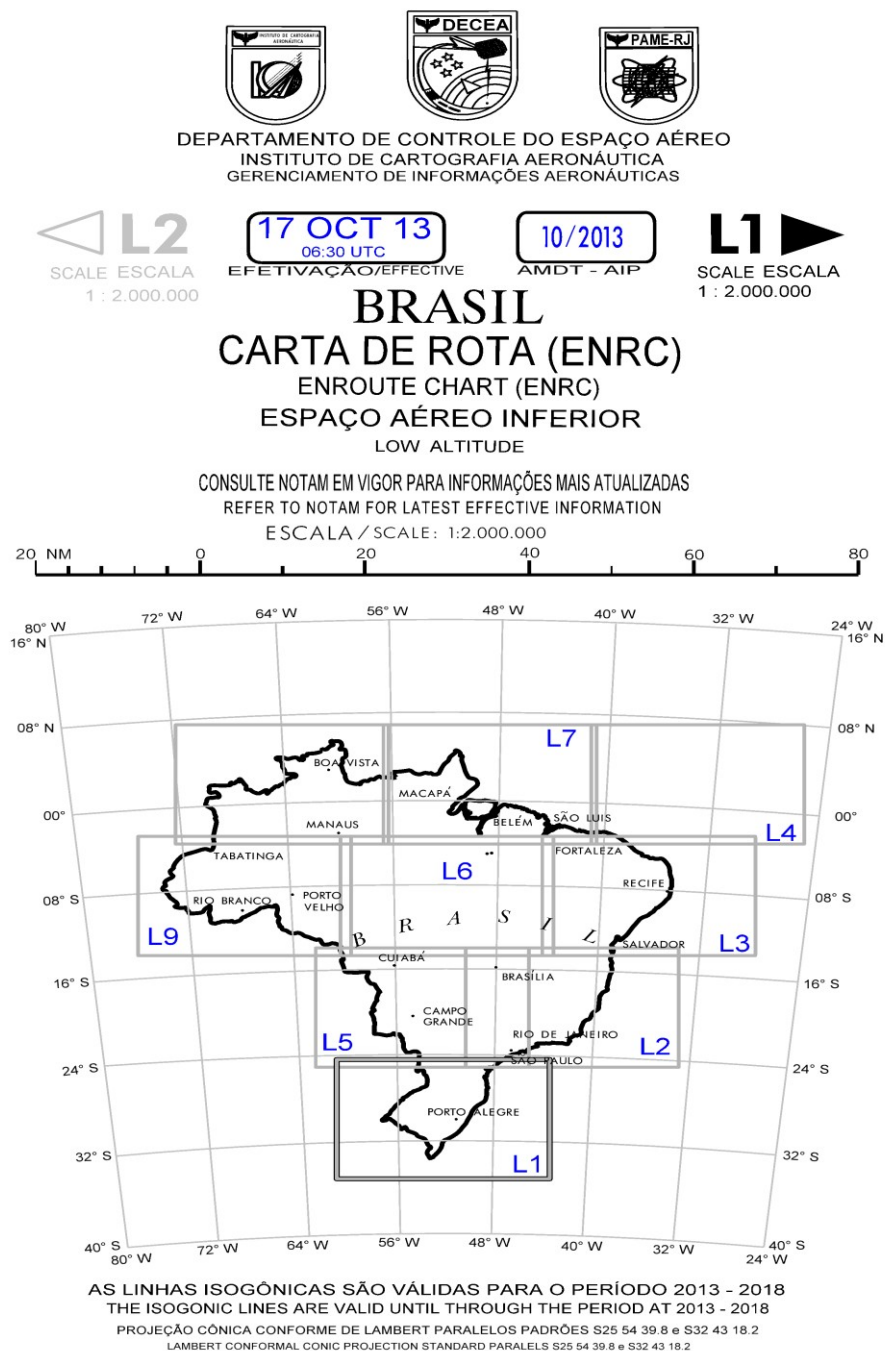 INSTITUTO DE CARTOGRAFIA
AERONÁUTICA
DECEA
PAME-RJ
DEPARTAMENTO DE CONTROLE DO ESPAÇO AÉREO
INSTITUTO DE CARTOGRAFIA AERONÁUTICA
GERENCIAMENTO DE INFORMAÇÕES AERONÁUTICAS
L2
SCALE ESCALA
1 : 2.000.000
17 OCT 13
06:30 UTC
EFETIVAÇÃO/EFFECTIVE
10/2013
AMDT - AIP
L1
SCALE ESCALA
1 : 2.000.000
BRASIL
CARTA DE ROTA (ENRC)
ENROUTE CHART (ENRC)
ESPAÇO AÉREO INFERIOR
LOW ALTITUDE
CONSULTE NOTAM EM VIGOR PARA INFORMAÇÕES MAIS ATUALIZADAS
REFER TO NOTAM FOR LATEST EFFECTIVE INFORMATION
ESCALA / SCALE: 1:2.000.000
20 NM 0 20 40 60 80
80° W 72° W 64° W 56° W 48° W 40° W 32° W 24° W
16° N 16° N
08° N 08° N
L7
BOA VISTA
MACAPÁ
00° 00°
MANAUS
BELÉM
SÃO LUIS
L4
TABATINGA
L6
FORTALEZA
RECIFE
08° S 08° S
RIO BRANCO
PORTO
VELHO
L9
BRASIL
SALVADOR
L3
CUIABÁ
BRASÍLIA
16° S 16° S
CAMPO
GRANDE
RIO DE JANEIRO
L5
L2
SÃO PAULO
24° S 24° S
PORTO ALEGRE
L1
32° S 32° S
40° S 40° S
80° W 72° W 64° W 56° W 48° W 40° W 32° W 24° W
AS LINHAS ISOGÔNICAS SÃO VÁLIDAS PARA O PERÍODO 2013 - 2018
THE ISOGONIC LINES ARE VALID UNTIL THROUGH THE PERIOD AT 2013 - 2018
PROJEÇÃO CÔNICA CONFORME DE LAMBERT PARALELOS PADRÕES S25 54 39.8 e S32 43 18.2
LAMBERT CONFORMAL CONIC PROJECTION STANDARD PARALELS S25 54 39.8 e S32 43 18.2